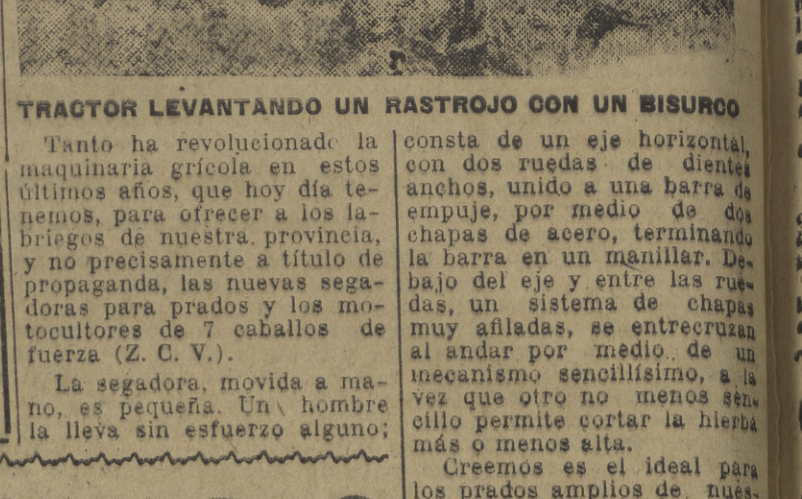 TRACTOR LEVANTANDO UN RASTROJO CON UN BISURCO
Tanto ha revolucionado la
maquinaria grícola en estos
últimos años, que hoy día te-
nemos, para ofrecer a los la-
briegos de nuestra provincia,
y no precisamente a título de
propaganda, las nuevas sega-
doras para prados y los mo-
tocultores de 7 caballos de
fuerza (Z. C. V.).
La segadora, movida a ma-
no, es pequeña. Un hombre
la lleva sin esfuerzo alguno;
consta de un eje horizontal,
con dos ruedas de dientes
anchos, unido a una barra de
empuje, por medio de dos
chapas de acero, terminando
la barra en un manillar. De-
bajo del eje y entre las rue-
das, un sistema de chapas
muy afiladas, se entrecruzan
al andar por medio de un
mecanismo sencillísimo, a la
vez que otro no menos sen-
cillo permite cortar la hierba
más o menos alta.
Creemos es el ideal para
los prados amplios de nues-